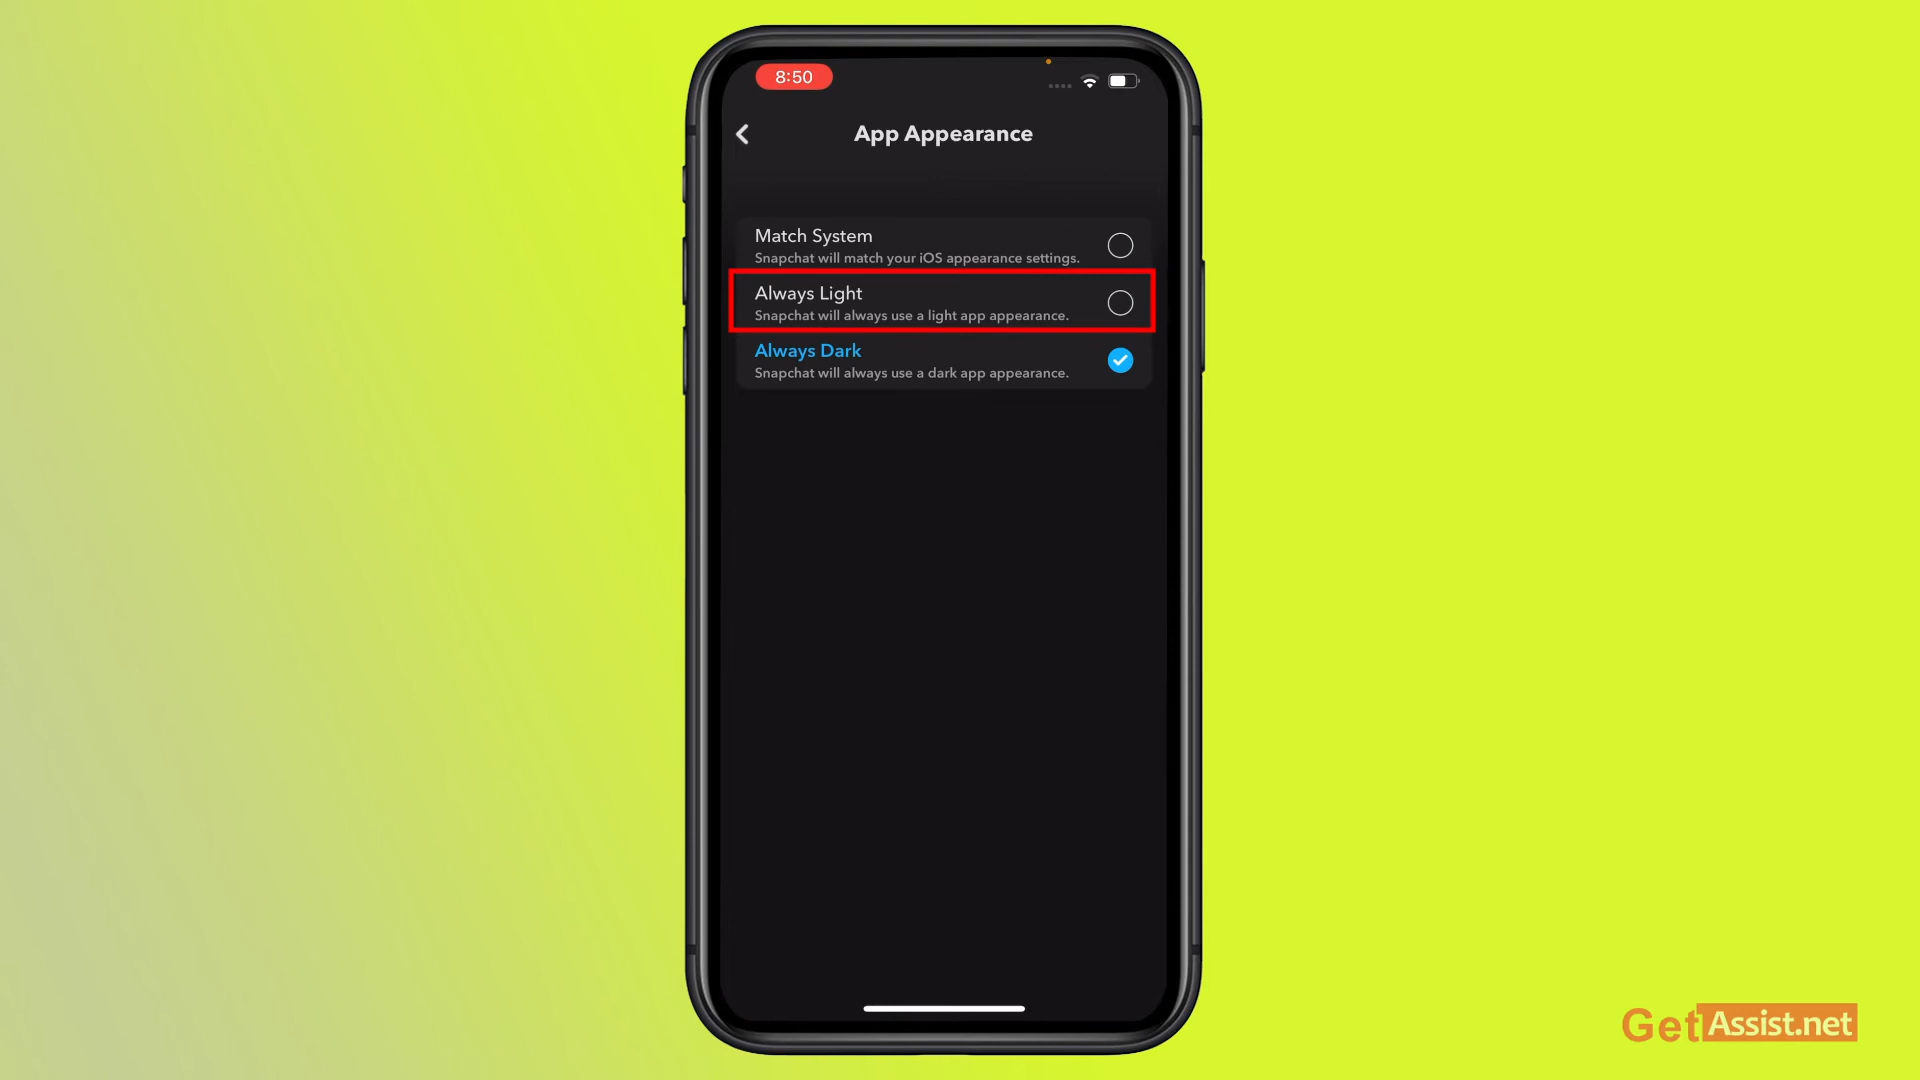 8:50
App Appearance
Match System
Snapchat will match your iOS appearance settings.
Always Light
Snapchat will always use a light app appearance.
Always Dark
Snapchat will always use a dark app appearance.
GetAssist.net